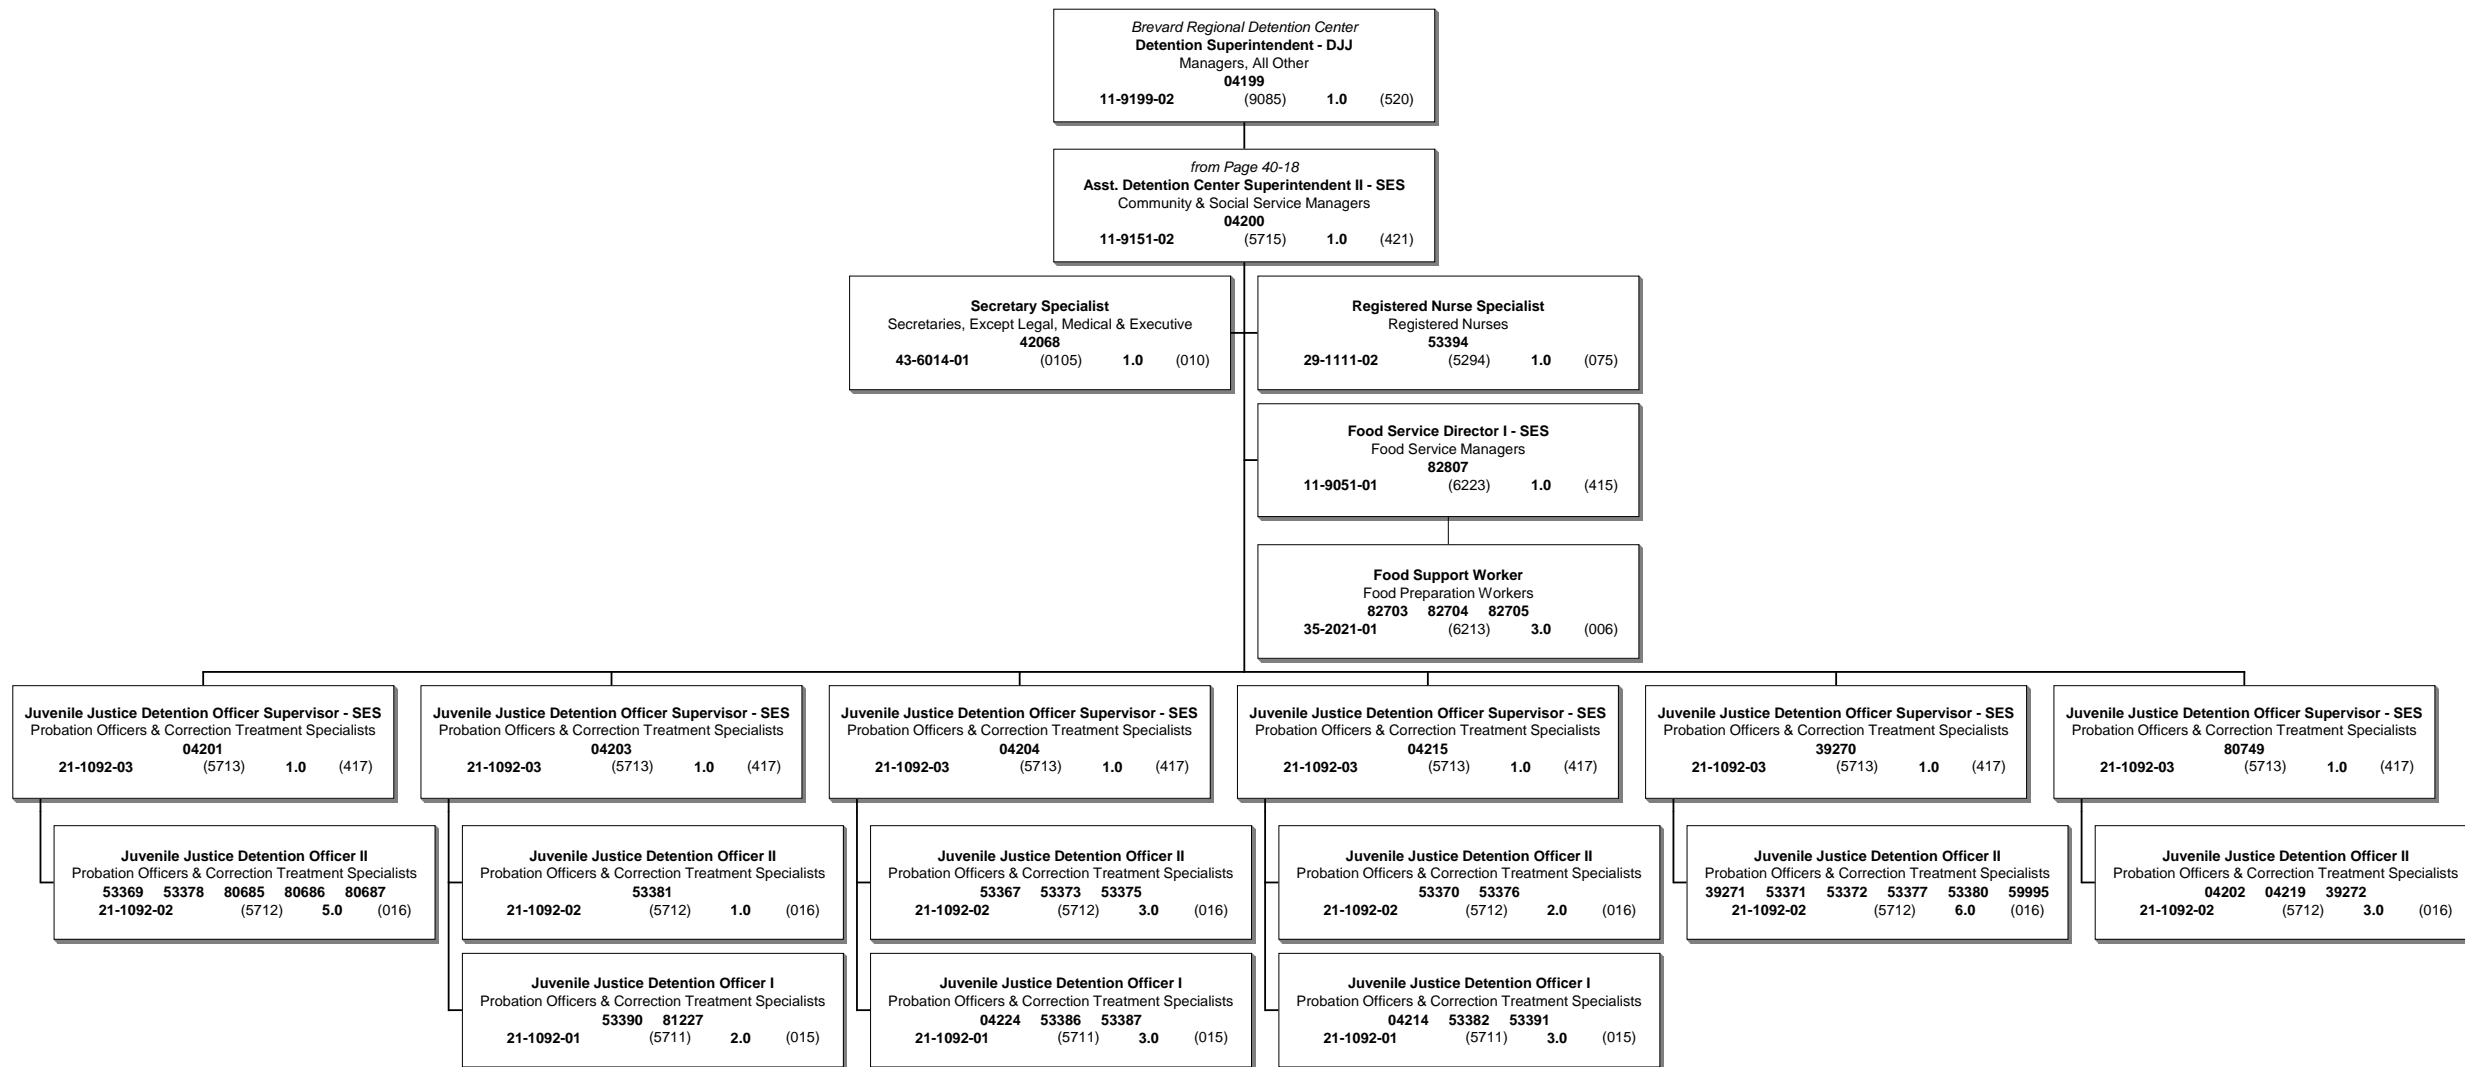 Brevard Regional Detention Center
Detention Superintendent - DJJ
Managers, All Other
04199
11-9199-02 (9085) 1.0 (520)
from Page 40-18
Asst. Detention Center Superintendent II - SES
Community & Social Service Managers
04200
11-9151-02 (5715) 1.0 (421)
Secretary Specialist
Secretaries, Except Legal, Medical & Executive
42068
43-6014-01 (0105) 1.0 (010)
Registered Nurse Specialist
Registered Nurses
53394
29-1111-02 (5294) 1.0 (075)
Food Service Director I - SES
Food Service Managers
82807
11-9051-01 (6223) 1.0 (415)
Food Support Worker
Food Preparation Workers
82703 82704 82705
35-2021-01 (6213) 3.0 (006)
Juvenile Justice Detention Officer Supervisor - SES
Probation Officers & Correction Treatment Specialists
04201
21-1092-03 (5713) 1.0 (417)
Juvenile Justice Detention Officer Supervisor - SES
Probation Officers & Correction Treatment Specialists
04203
21-1092-03 (5713) 1.0 (417)
Juvenile Justice Detention Officer Supervisor - SES
Probation Officers & Correction Treatment Specialists
04204
21-1092-03 (5713) 1.0 (417)
Juvenile Justice Detention Officer Supervisor - SES
Probation Officers & Correction Treatment Specialists
04215
21-1092-03 (5713) 1.0 (417)
Juvenile Justice Detention Officer Supervisor - SES
Probation Officers & Correction Treatment Specialists
39270
21-1092-03 (5713) 1.0 (417)
Juvenile Justice Detention Officer Supervisor - SES
Probation Officers & Correction Treatment Specialists
80749
21-1092-03 (5713) 1.0 (417)
Juvenile Justice Detention Officer II
Probation Officers & Correction Treatment Specialists
53369 53378 80685 80686 80687
21-1092-02 (5712) 5.0 (016)
Juvenile Justice Detention Officer II
Probation Officers & Correction Treatment Specialists
53381
21-1092-02 (5712) 1.0 (016)
Juvenile Justice Detention Officer II
Probation Officers & Correction Treatment Specialists
53367 53373 53375
21-1092-02 (5712) 3.0 (016)
Juvenile Justice Detention Officer II
Probation Officers & Correction Treatment Specialists
53370 53376
21-1092-02 (5712) 2.0 (016)
Juvenile Justice Detention Officer II
Probation Officers & Correction Treatment Specialists
39271 53371 53372 53377 53380 59995
21-1092-02 (5712) 6.0 (016)
Juvenile Justice Detention Officer II
Probation Officers & Correction Treatment Specialists
04202 04219 39272
21-1092-02 (5712) 3.0 (016)
Juvenile Justice Detention Officer I
Probation Officers & Correction Treatment Specialists
53390 81227
21-1092-01 (5711) 2.0 (015)
Juvenile Justice Detention Officer I
Probation Officers & Correction Treatment Specialists
04224 53386 53387
21-1092-01 (5711) 3.0 (015)
Juvenile Justice Detention Officer I
Probation Officers & Correction Treatment Specialists
04214 53382 53391
21-1092-01 (5711) 3.0 (015)